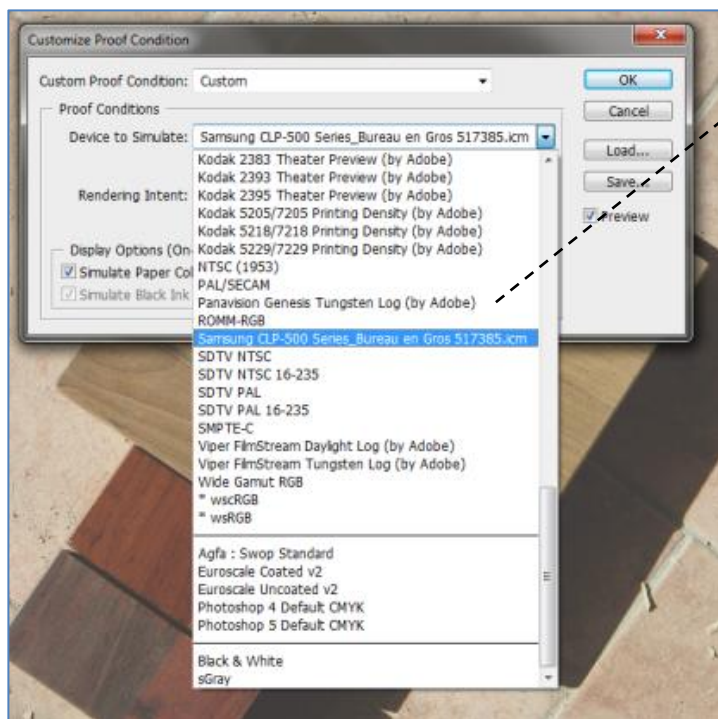 Customize Proof Condition
Custom Proof Condition: Custom
OK
Proof Conditions
Cancel
Device to Simulate: Samsung CLP-500 Series_Bureau en Gros 517385.icm
Load...
Kodak 2383 Theater Preview (by Adobe)
Kodak 2393 Theater Preview (by Adobe)
Save...
Rendering Intent: Kodak 2395 Theater Preview (by Adobe)
Kodak 5205/7205 Printing Density (by Adobe)
Preview
Kodak 5218/7218 Printing Density (by Adobe)
Display Options (On- Kodak 5229/7229 Printing Density (by Adobe)
NTSC (1953)
Simulate Paper Col
PAL/SECAM
Simulate Black Ink
Panavision Genesis Tungsten Log (by Adobe)
ROMM-RGB
Samsung CLP-500 Series_Bureau en Gros 517385.icm
SDTV NTSC
SDTV NTSC 16-235
SDTV PAL
SDTV PAL 16-235
SMPTE-C
Viper FilmStream Daylight Log (by Adobe)
Viper FilmStream Tungsten Log (by Adobe)
Wide Gamut RGB
* wscRGB
* wsRGB
Agfa : Swop Standard
Euroscale Coated v2
Euroscale Uncoated v2
Photoshop 4 Default CMYK
Photoshop 5 Default CMYK
Black & White
sGray